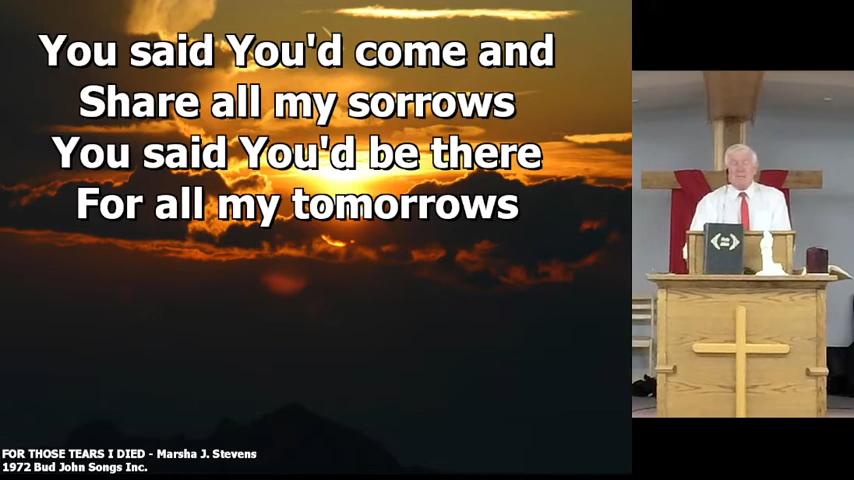 You said You'd come and
Share all my sorrows
You said You'd be there
For all my tomorrows
FOR THOSE TEARS I DIED - Marsha J. Stevens
1972 Bud John Songs Inc.